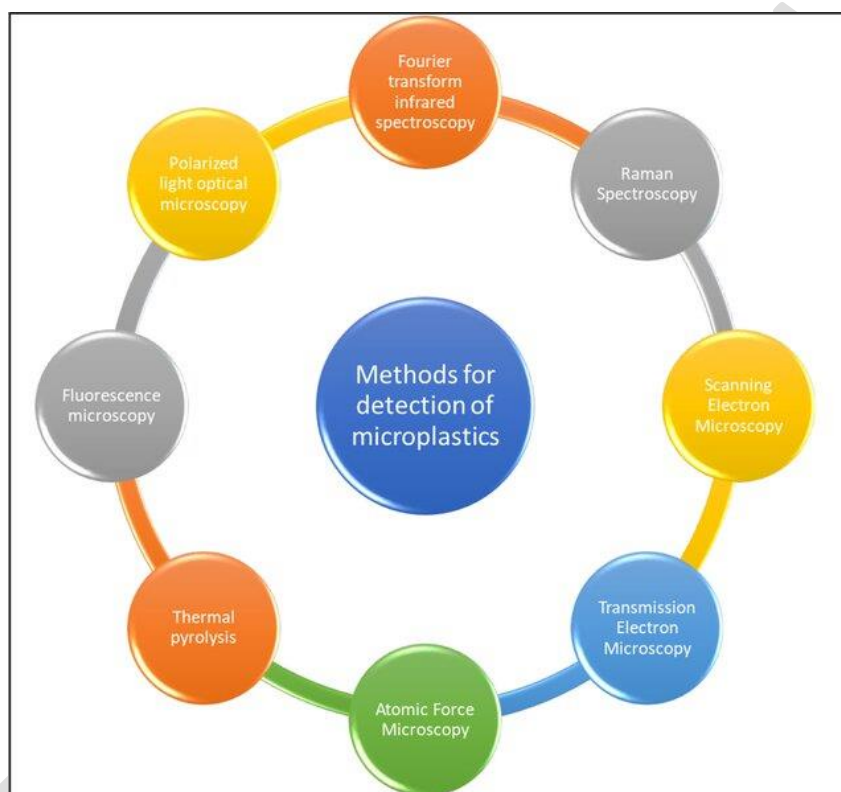 Fourier
transform
infrared
spectroscopy
Raman
Spectroscopy
Scanning
Electron
Microscopy
Transmission
Electron
Microscopy
Atomic Force
Microscopy
Thermal
pyrolysis
Fluorescence
microscopy
Polarized
light optical
microscopy
Methods for
detection of
microplastics